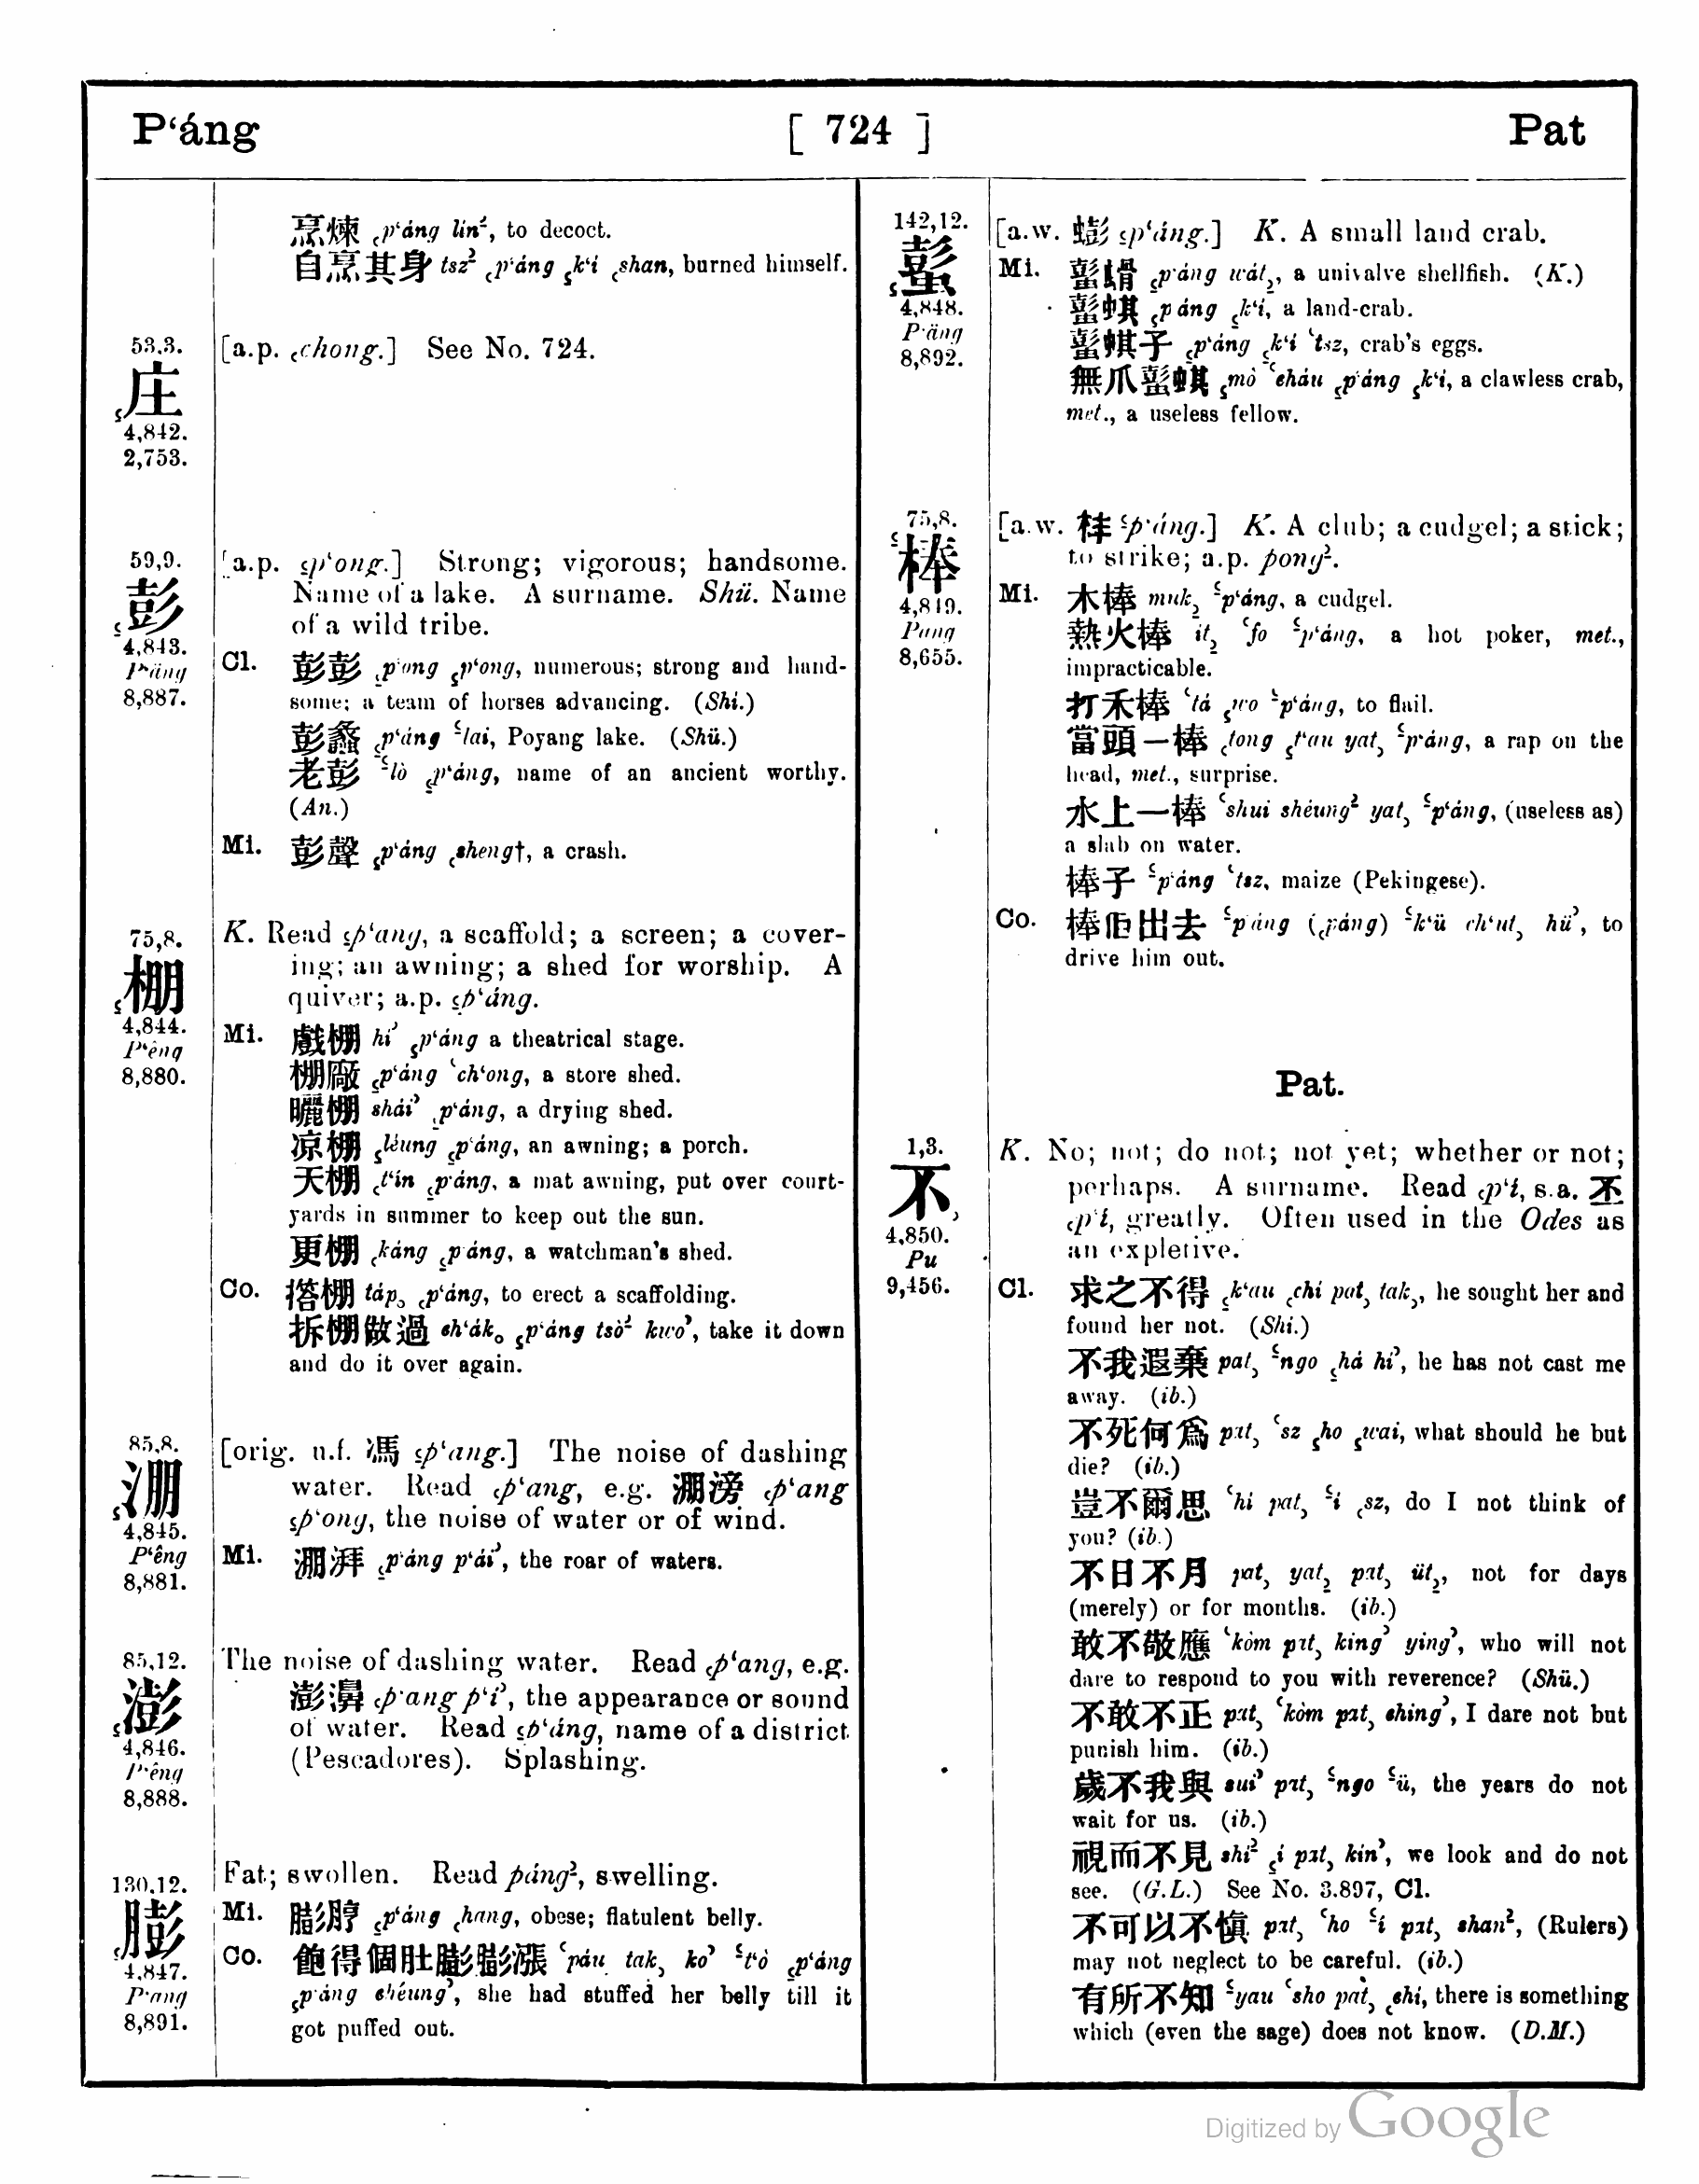 P‘áng [ 724 ] Pat
烹煉 ꜀p‘áng lín², to decoct.
自烹其身 tsz² ꜀p‘áng ꜁k‘i ꜀shan, burned himself.
53,3.
庄
4,842.
2,753.
[a.p. ꜀chong.] See No. 724.
59,9.
彭
4,843.
P‘äng
8,887.
[a.p. ꜁p‘ong.] Strong; vigorous; handsome.
Name of a lake. A surname. Shü. Name
of a wild tribe.
Cl. 彭彭 ꜁p‘ong ꜁p‘ong, numerous; strong and hand-
some; a team of horses advancing. (Shí.)
彭蠡 ꜁p‘áng ꜃lai, Poyang lake. (Shü.)
老彭 ꜃lò ꜁p‘áng, name of an ancient worthy.
(An.)
Mi. 彭聲 ꜁p‘áng ꜀sheng†, a crash.
75,8.
棚
4,844.
P‘êng
8,880.
K. Read ꜁p‘ang, a scaffold; a screen; a cover-
ing; an awning; a shed for worship. A
quiver; a.p. ꜁p‘áng.
Mi. 戲棚 hí’ ꜁p‘áng a theatrical stage.
棚廠 ꜁p‘áng ‘ch‘ong, a store shed.
曬棚 shái’ ꜁p‘áng, a drying shed.
凉棚 ꜁léung ꜁p‘áng, an awning; a porch.
天棚 ꜀t‘ín ꜁p‘áng, a mat awning, put over court-
yards in summer to keep out the sun.
更棚 ꜀káng ꜁p‘áng, a watchman's shed.
Co. 搭棚 táp꜆ ꜁p‘áng, to erect a scaffolding.
拆棚做過 ch‘ák。 ꜁p‘áng tsò² kwo’, take it down
and do it over again.
85,8.
淜
4,845.
P‘êng
8,881.
[orig. u.f. 馮 ꜁p‘ang.] The noise of dashing
water. Read ꜀p‘ang, e.g. 淜滂 ꜀p‘ang
꜁p‘ong, the noise of water or of wind.
Mi. 淜湃 ꜁p‘áng p‘ái’, the roar of waters.
85,12.
澎
4,846.
P‘êng
8,888.
The noise of dashing water. Read ꜀p‘ang, e.g.
澎濞 ꜀p‘ang p‘í’, the appearance or sound
of water. Read ꜁p‘áng, name of a district
(Pescadores). Splashing.
130,12.
膨
4,847.
P‘ang
8,891.
Fat; swollen. Read páng², swelling.
Mi. 膨脝 ꜁p‘áng ꜀hang, obese; flatulent belly.
Co. 飽得個肚膨膨漲 ‘páu tak꜆ ko’ ꜃t‘ò ꜁p‘áng
꜁p‘áng chéung’, she had stuffed her belly till it
got puffed out.
142,12.
蟚
4,848.
P‘äng
8,892.
[a.w. 蟛 ꜁p‘áng.] K. A small land crab.
Mi. 蟚螖 ꜁p‘áng wát꜇, a univalve shellfish. (K.)
蟚蜞 ꜁p‘áng ꜁k‘i, a land-crab.
蟚蜞子 ꜁p‘áng ꜁k‘i ‘tsz, crab's eggs.
無爪蟚蜞 ꜁mò ‘cháu ꜁p‘áng ꜁k‘i, a clawless crab,
met., a useless fellow.
75,8.
棒
4,849.
Pang
8,655.
[a.w. 㭋 ꜃p‘áng.] K. A club; a cudgel; a stick;
to strike; a.p. pong².
Mi. 木棒 muk꜇ ꜃p‘áng, a cudgel.
熱火棒 ít꜇ ‘fo ꜃p‘áng, a hot poker, met.,
impracticable.
打禾棒 ‘tá ꜁wo ꜃p‘áng, to flail.
當頭一棒 ꜀tong ꜁t‘au yat꜆ ꜃p‘áng, a rap on the
head, met., surprise.
水上一棒 ‘shui shéung² yat꜆ ꜃p‘áng, (useless as)
a slab on water.
棒子 ꜃p‘áng ‘tsz, maize (Pekingese).
Co. 棒佢出去 ꜃p‘áng (꜀páng) ꜃k‘ü ch‘ut꜆ hü’, to
drive him out.
Pat.
1,3.
不
4,850.
Pu
9,456.
K. No; not; do not; not yet; whether or not;
perhaps. A surname. Read ꜀p‘í, s.a. 丕
꜀p‘í, greatly. Often used in the Odes as
an expletive.
Cl. 求之不得 ꜁k‘au ꜀chi pat꜆ tak꜆, he sought her and
found her not. (Shí.)
不我遐棄 pat꜆ ꜃ngo ꜁há hí’, he has not cast me
away. (ib.)
不死何爲 pat꜆ ‘sz ꜁ho ꜁wai, what should he but
die? (ib.)
豈不爾思 ‘hí pat꜆ ꜃í ꜀sz, do I not think of
you? (ib.)
不日不月 pat꜆ yat꜇ pat꜆ üt꜇, not for days
(merely) or for months. (ib.)
敢不敬應 ‘kòm pat꜆ king’ ying’, who will not
dare to respond to you with reverence? (Shü.)
不敢不正 pat꜆ ‘kòm pat꜆ ching’, I dare not but
punish him. (ib.)
歲不我與 sui’ pat꜆ ꜃ngo ꜃ü, the years do not
wait for us. (ib.)
視而不見 shí² ꜁í pat꜆ kín’, we look and do not
see. (G.L.) See No. 3.897, Cl.
不可以不愼 pat꜆ ‘ho ꜃í pat꜆ shan², (Rulers)
may not neglect to be careful. (ib.)
有所不知 ꜃yau ‘sho pat꜆ ꜀chi, there is something
which (even the sage) does not know. (D.M.)
Digitized by Google